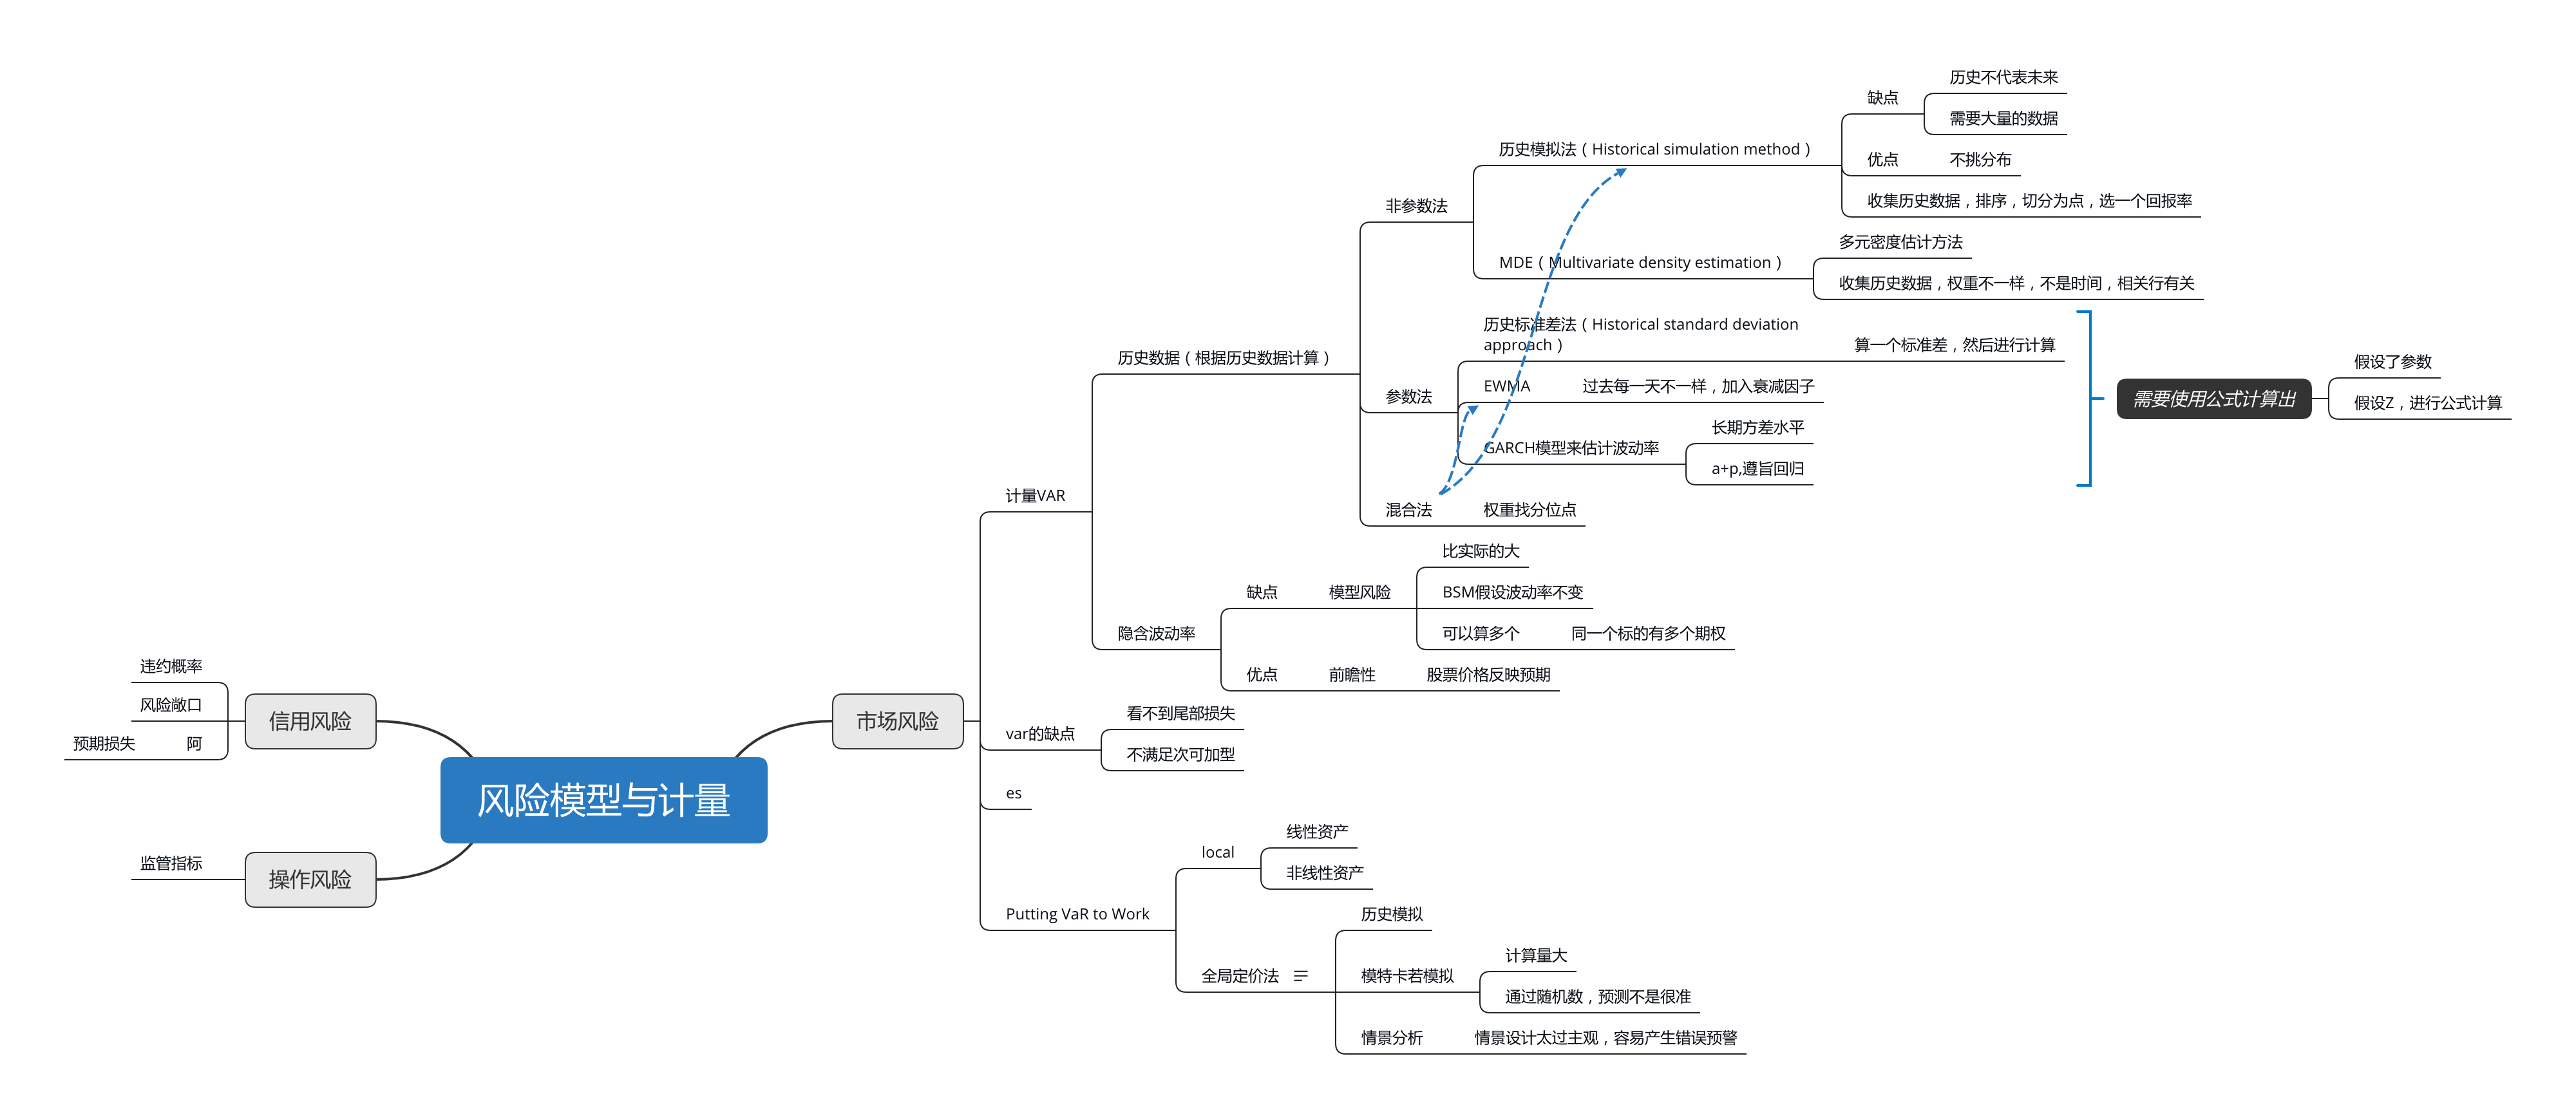 风险模型与计量
市场风险
计量VAR
历史数据（根据历史数据计算）
非参数法
历史模拟法（Historical simulation method）
缺点
历史不代表未来
需要大量的数据
优点
不挑分布
收集历史数据，排序，切分为点，选一个回报率
MDE（Multivariate density estimation）
多元密度估计方法
收集历史数据，权重不一样，不是时间，相关行有关
参数法
历史标准差法（Historical standard deviation
approach）
算一个标准差，然后进行计算
EWMA
过去每一天不一样，加入衰减因子
GARCH模型来估计波动率
长期方差水平
a+p,遵旨回归
需要使用公式计算出
假设了参数
假设Z，进行公式计算
混合法
权重找分位点
隐含波动率
缺点
模型风险
比实际的大
BSM假设波动率不变
可以算多个
同一个标的有多个期权
优点
前瞻性
股票价格反映预期
var的缺点
看不到尾部损失
不满足次可加型
es
Putting VaR to Work
local
线性资产
非线性资产
全局定价法
历史模拟
模特卡若模拟
计算量大
通过随机数，预测不是很准
情景分析
情景设计太过主观，容易产生错误预警
信用风险
违约概率
风险敞口
阿
预期损失
操作风险
监管指标